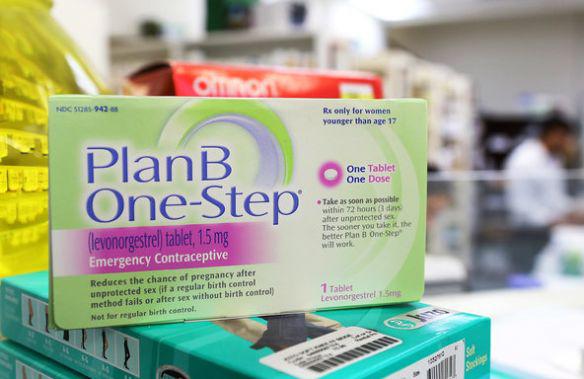 omron
NDC 51285-942-88
Rx only for women
younger than age 17
Plan B
One-Step®
(levonorgestrel) tablet, 1.5 mg
Emergency Contraceptive
Reduces the chance of pregnancy after
unprotected sex (if a regular birth control
method fails or after sex without birth control)
Not for regular birth control.
One Tablet
One Dose
• Take as soon as possible
within 72 hours (3 days)
after unprotected sex.
The sooner you take it, the
better Plan B One-Step®
will work.
1 Tablet
Levonorgestrel 1.5mg
Soft
Stockings